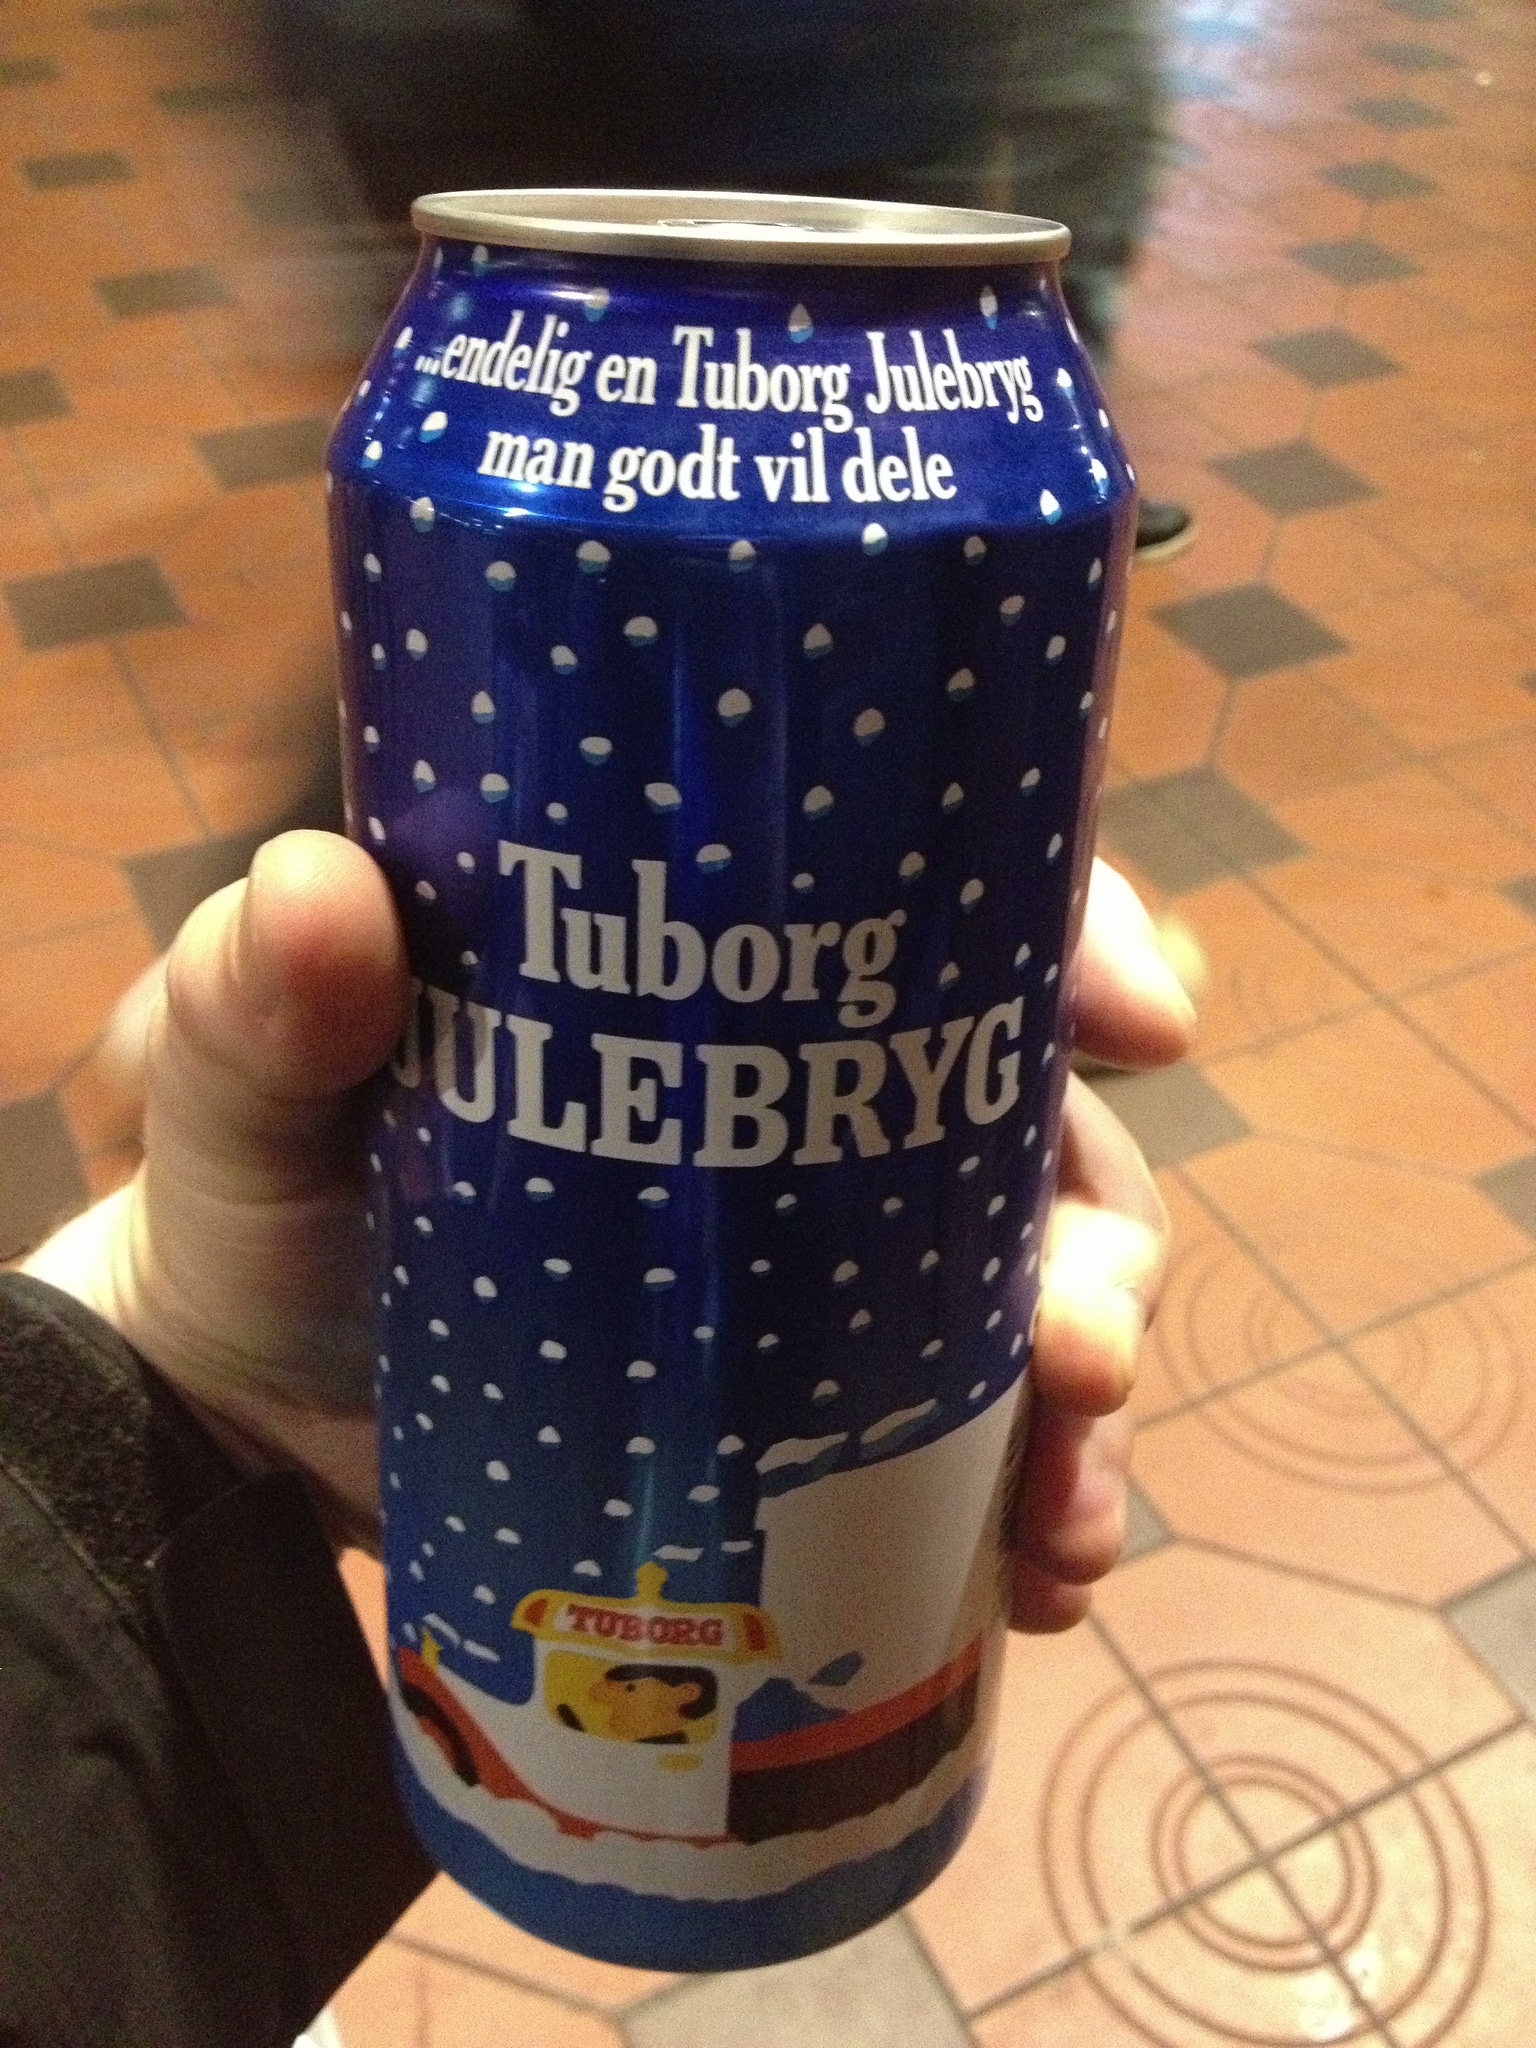 ...endelig en Tuborg Julebryg
man godt vil dele
Tuborg
JULEBRYG
TUBORG